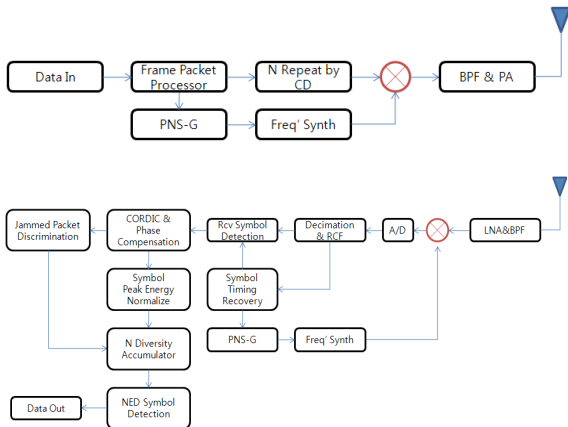 Data In
Frame Packet
Processor
N Repeat by
CD
BPF & PA
PNS-G
Freq' Synth
Jammed Packet
Discrimination
CORDIC &
Phase
Compensation
Rcv Symbol
Detection
Decimation
& RCF
A/D
LNA&BPF
Symbol
Peak Energy
Normalize
Symbol
Timing
Recovery
N Diversity
Accumulator
PNS-G
Freq' Synth
Data Out
NED Symbol
Detection